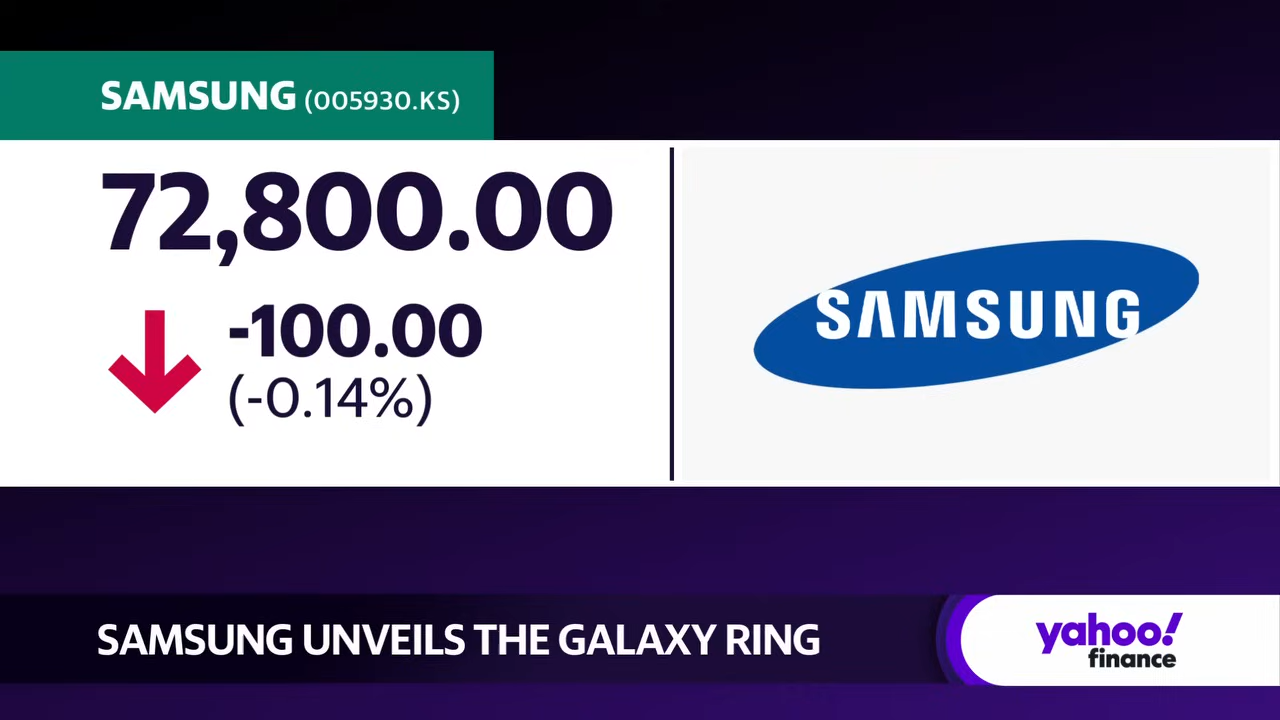 SAMSUNG (005930.KS)
72,800.00
-100.00
(-0.14%)
SAMSUNG
SAMSUNG UNVEILS THE GALAXY RING
yahoo!
finance